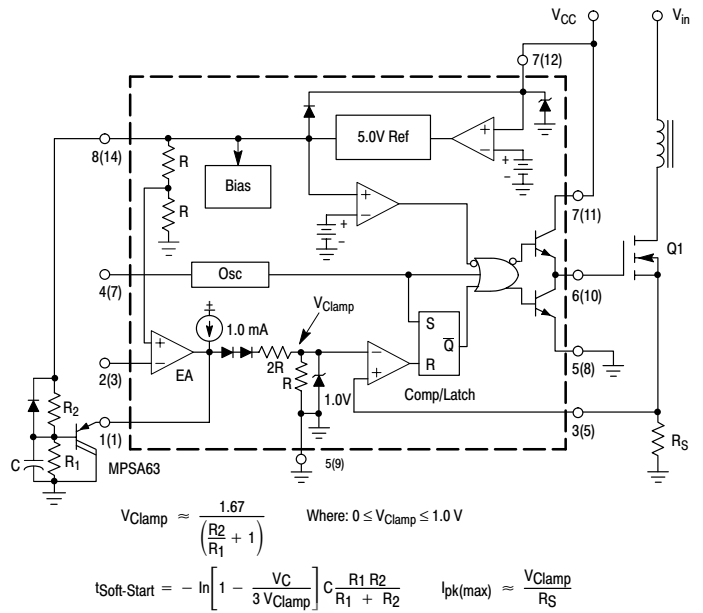 VCC
Vin
7(12)
5.0V Ref
+
–
+
–
8(14)
R
Bias
R
+
–
+
–
7(11)
Q1
4(7)
Osc
6(10)
VClamp
+
1.0 mA
S
Q
R
+
–
EA
2R
R
1.0V
–
+
Comp/Latch
5(8)
2(3)
3(5)
R2
1(1)
C
R1
MPSA63
5(9)
RS
VClamp ≈ 1.67 / (R2/R1 + 1) Where: 0 ≤ VClamp ≤ 1.0 V
tSoft-Start = – ln[1 – VC / 3 VClamp] C R1 R2 / R1 + R2 Ipk(max) ≈ VClamp / RS